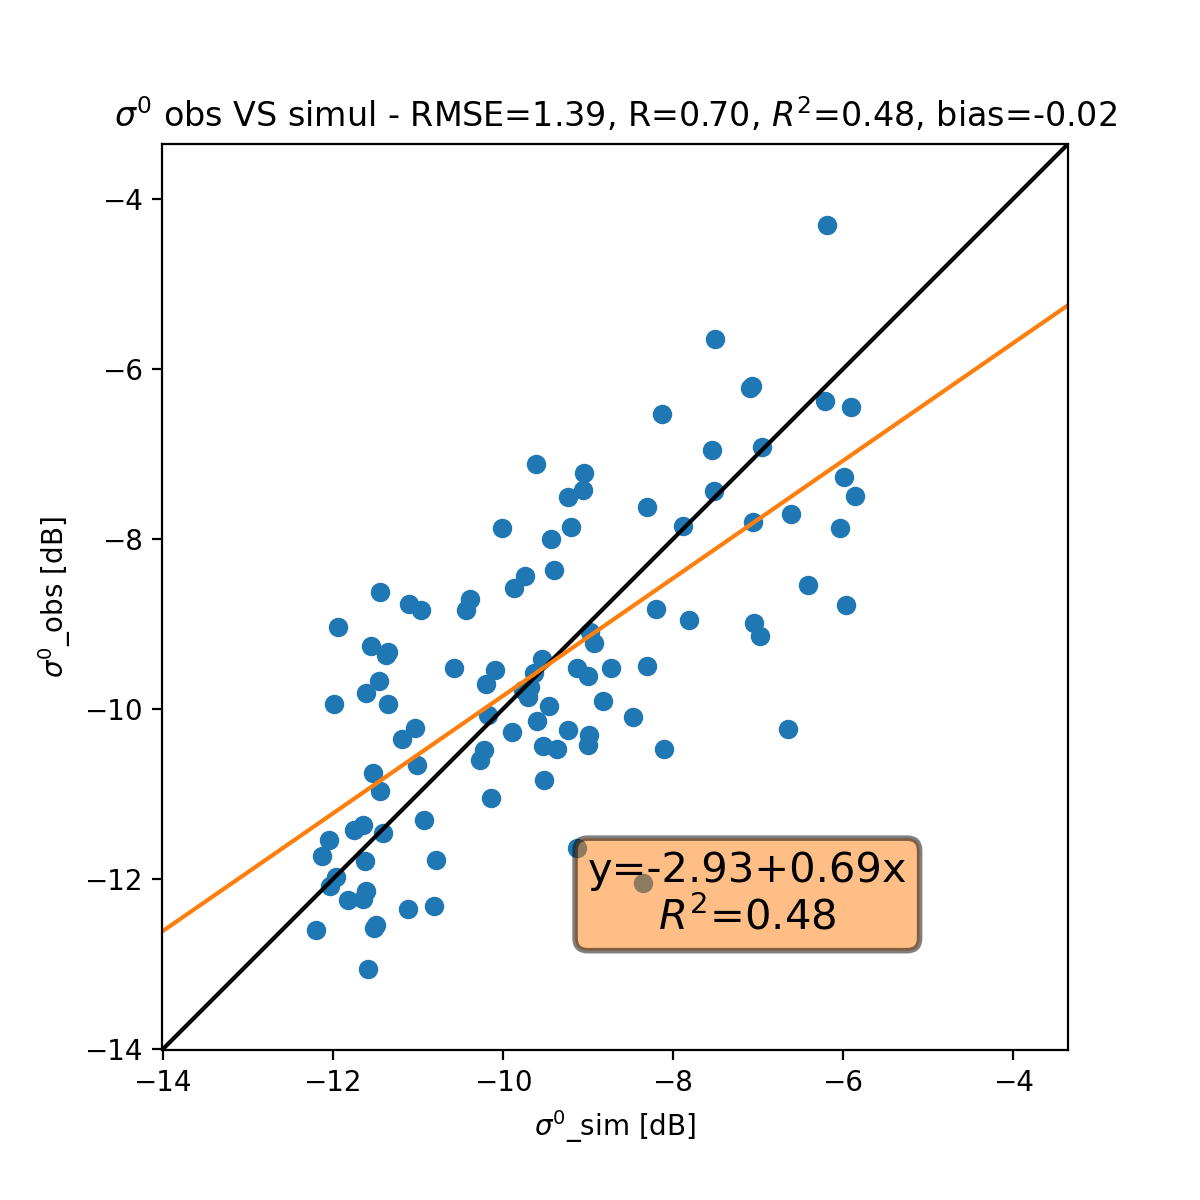 σ⁰ obs VS simul - RMSE=1.39, R=0.70, R²=0.48, bias=-0.02
−4
−6
−8
−10
−12
−14
σ⁰_obs [dB]
y=-2.93+0.69x
R²=0.48
−14 −12 −10 −8 −6 −4
σ⁰_sim [dB]